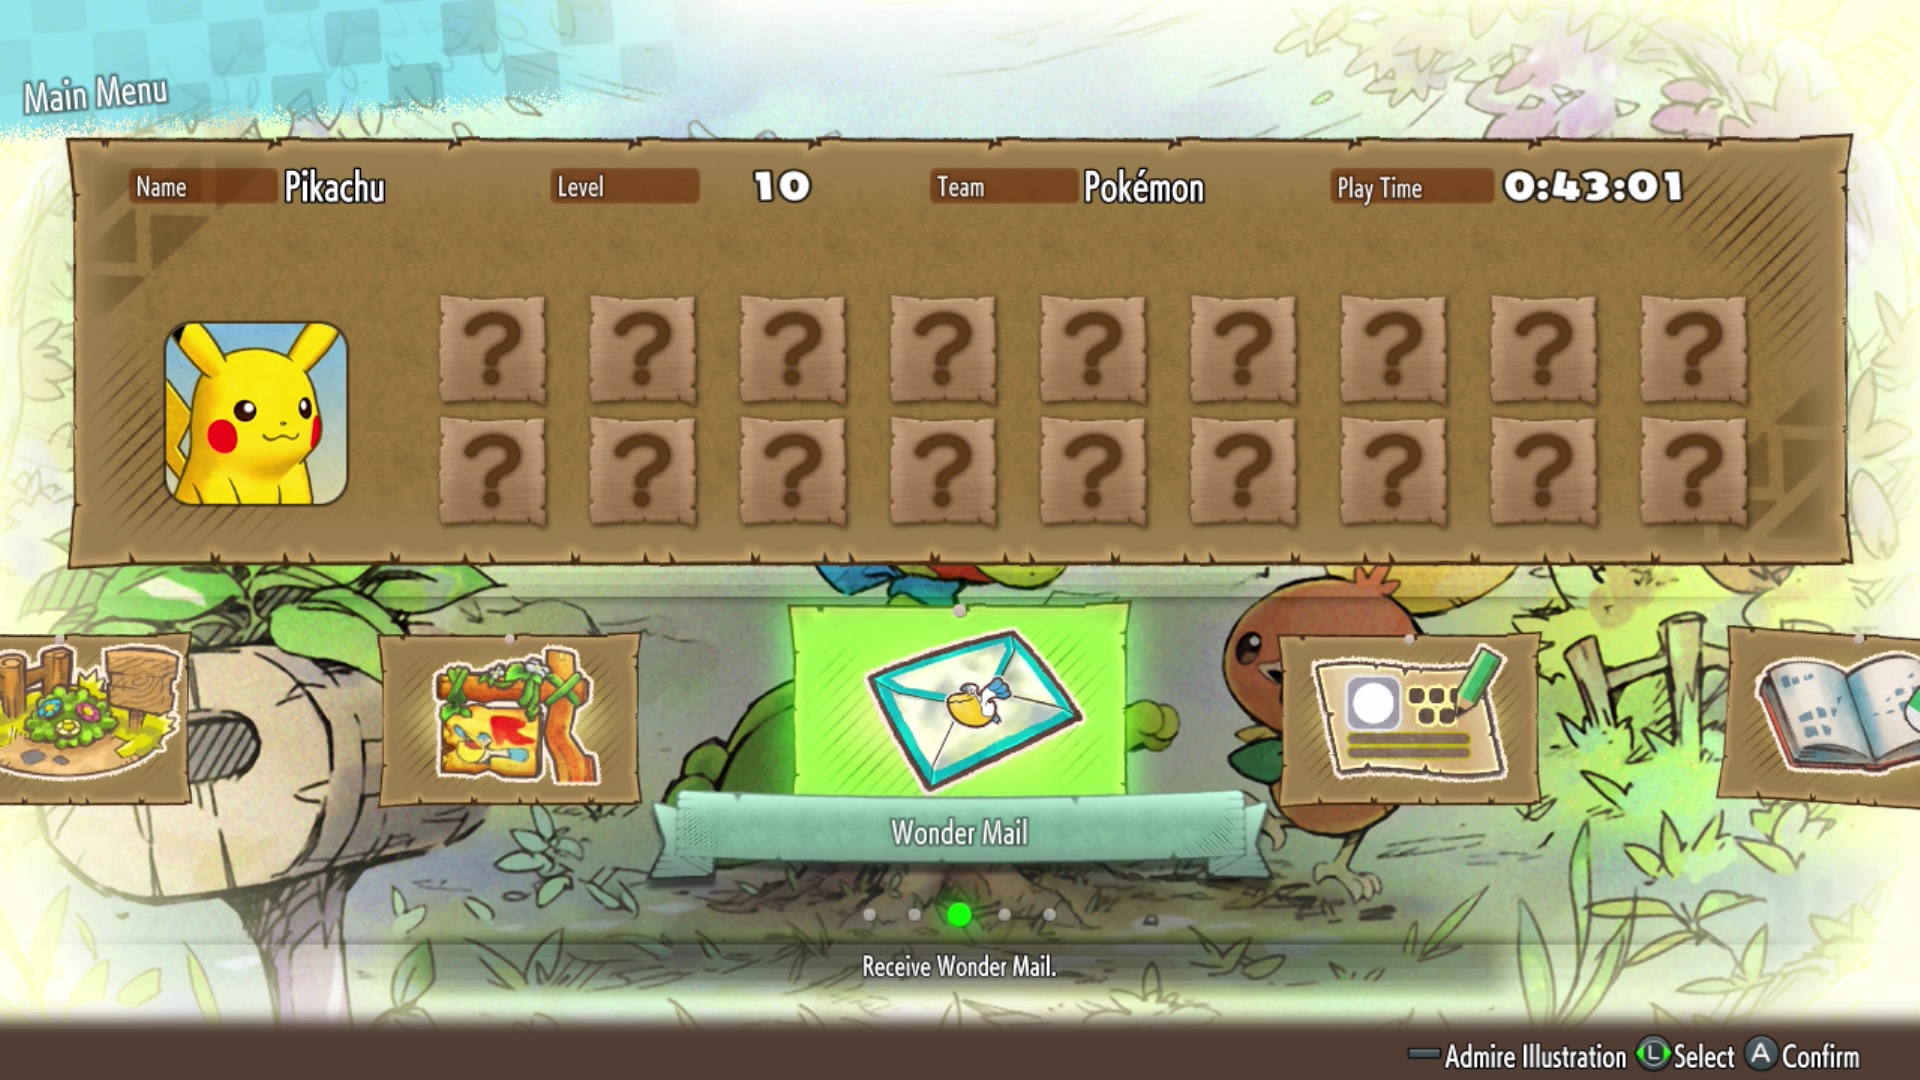 Main Menu
Name Pikachu Level 10 Team Pokémon Play Time 0:43:01
? ? ? ? ? ? ? ? ?
? ? ? ? ? ? ? ? ?
Wonder Mail
Receive Wonder Mail.
Admire Illustration L Select A Confirm